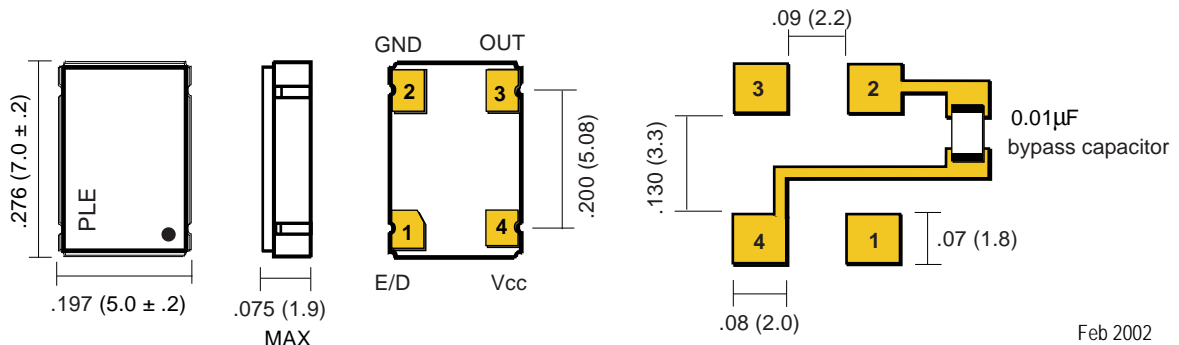 .276 (7.0 ± .2)
PLE
.197 (5.0 ± .2)
.075 (1.9)
MAX
GND
OUT
2
3
1
4
E/D
Vcc
.200 (5.08)
.09 (2.2)
3
2
.130 (3.3)
0.01µF
bypass capacitor
4
1
.07 (1.8)
.08 (2.0)
Feb 2002